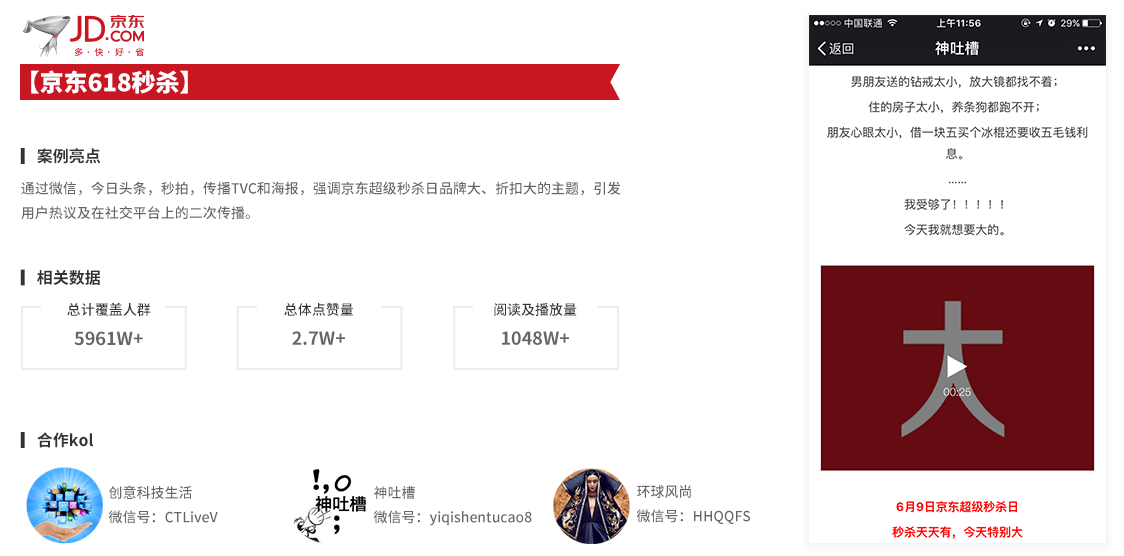 JD 京东
.COM
多·快·好·省
【京东618秒杀】
案例亮点
通过微信，今日头条，秒拍，传播TVC和海报，强调京东超级秒杀日品牌大、折扣大的主题，引发
用户热议及在社交平台上的二次传播。
相关数据
总计覆盖人群
5961W+
总体点赞量
2.7W+
阅读及播放量
1048W+
合作kol
创意科技生活
微信号：CTLiveV
!,O
神吐槽
;
神吐槽
微信号：yiqishentucao8
环球风尚
微信号：HHQQFS
中国联通 上午11:56 29%
返回 神吐槽
男朋友送的钻戒太小，放大镜都找不着；
住的房子太小，养条狗都跑不开；
朋友心眼太小，借一块五买个冰棍还要收五毛钱利
息。
......
我受够了！！！！！
今天我就想要大的。
大
00:25
6月9日京东超级秒杀日
秒杀天天有，今天特别大